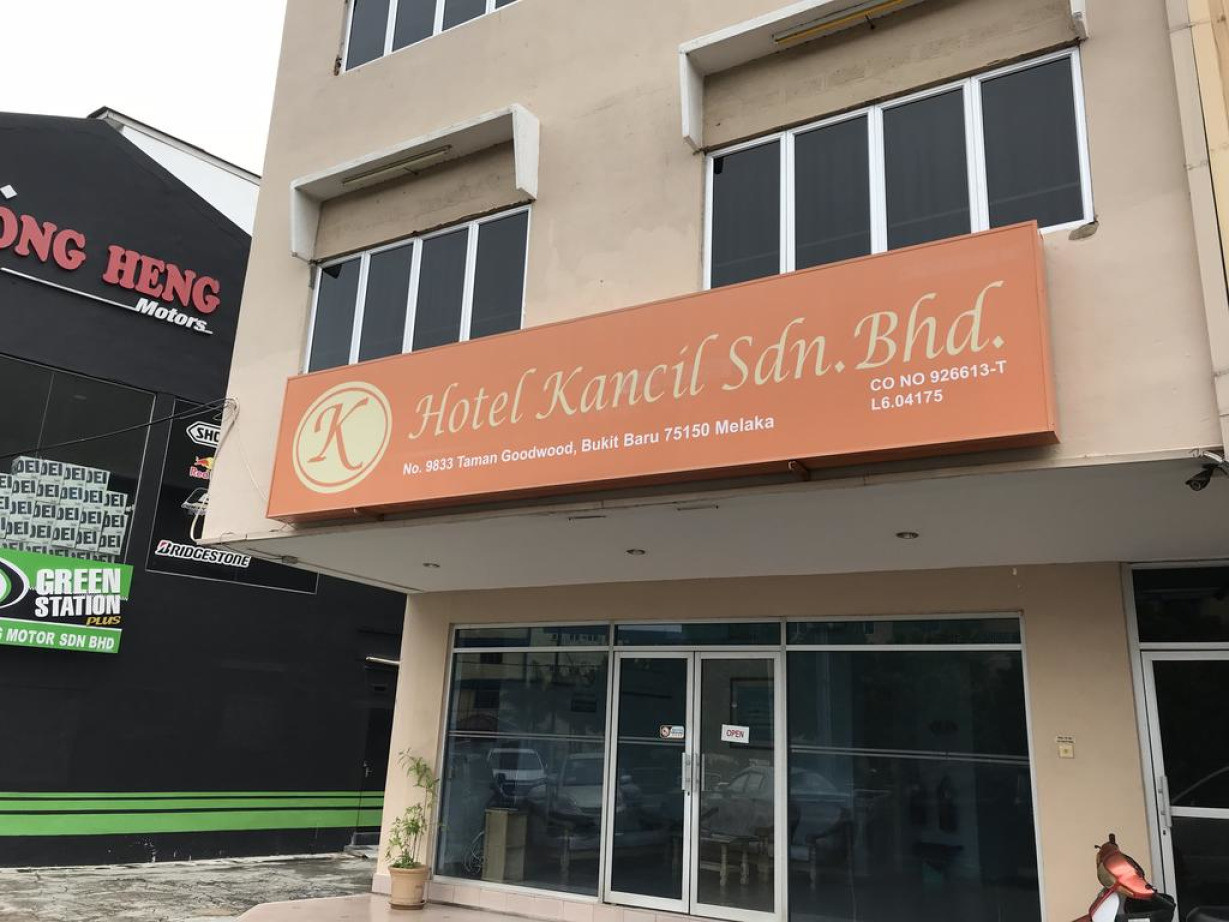 HENG
Motors
K
Hotel Kancil Sdn. Bhd.
No. 9833 Taman Goodwood, Bukit Baru 75150 Melaka
CO NO 926613-T
L6.04175
BRIDGESTONE
GREEN
STATION
PLUS
MOTOR SDN BHD
OPEN